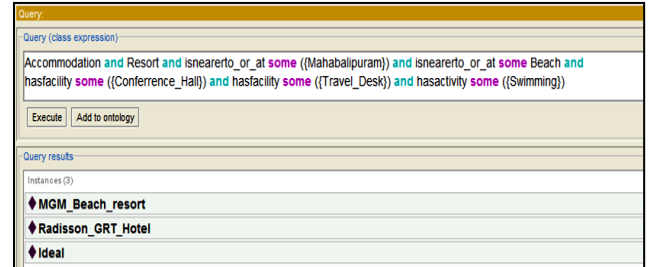 Query:
Query (class expression)
Accommodation and Resort and isnearerto_or_at some ({Mahabalipuram}) and isnearerto_or_at some Beach and
hasfacility some ({Conferrence_Hall}) and hasfacility some ({Travel_Desk}) and hasactivity some ({Swimming})
Execute Add to ontology
Query results
Instances (3)
MGM_Beach_resort
Radisson_GRT_Hotel
Ideal